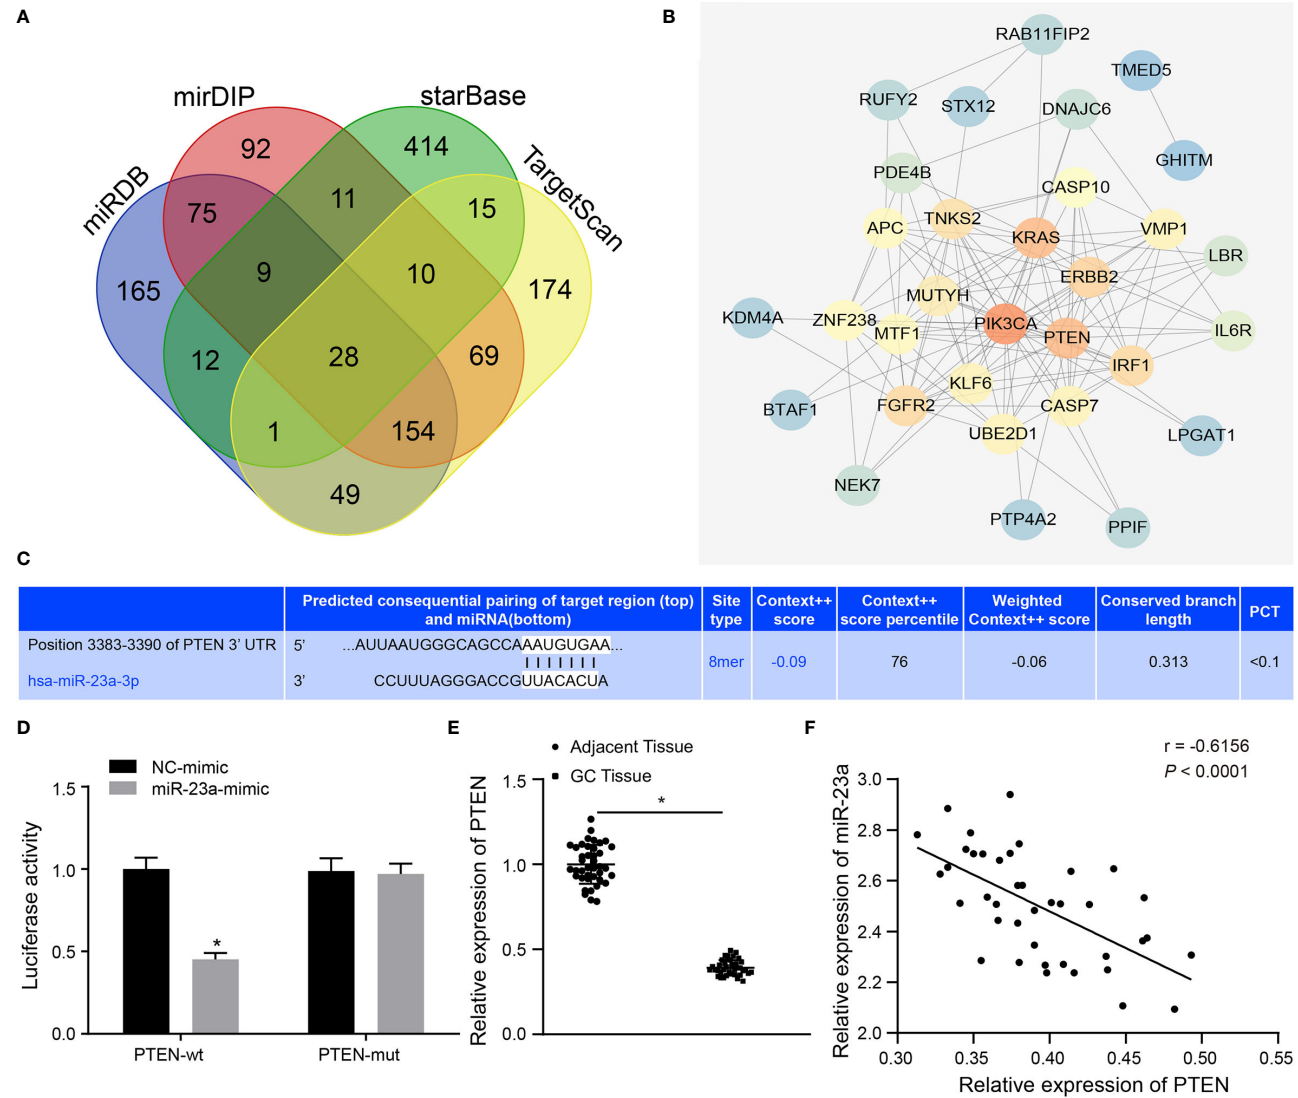 A
mirDIP
starBase
miRDB
TargetScan
92
414
75
11
15
165
9
10
174
12
28
69
1
154
49
B
RAB11FIP2
TMED5
RUFY2
STX12
DNAJC6
GHITM
PDE4B
CASP10
APC
TNKS2
KRAS
VMP1
LBR
ERBB2
MUTYH
KDM4A
ZNF238
MTF1
PIK3CA
PTEN
IL6R
IRF1
KLF6
BTAF1
FGFR2
CASP7
UBE2D1
LPGAT1
NEK7
PTP4A2
PPIF
C
Predicted consequential pairing of target region (top) and miRNA(bottom)
Site type
Context++ score
Context++ score percentile
Weighted Context++ score
Conserved branch length
PCT
Position 3383-3390 of PTEN 3' UTR 5' ...AUUAAUGGGCAGCCAAAUGUGAA...
hsa-miR-23a-3p 3' CCUUUAGGGACCGUUACACUA
8mer -0.09 76 -0.06 0.313 <0.1
D
NC-mimic
miR-23a-mimic
Luciferase activity
1.5
1.0
0.5
0.0
*
PTEN-wt PTEN-mut
E
Adjacent Tissue
GC Tissue
Relative expression of PTEN
1.5
1.0
0.5
0.0
*
F
r = -0.6156
P < 0.0001
Relative expression of miR-23a
3.0
2.8
2.6
2.4
2.2
2.0
0.30 0.35 0.40 0.45 0.50 0.55
Relative expression of PTEN